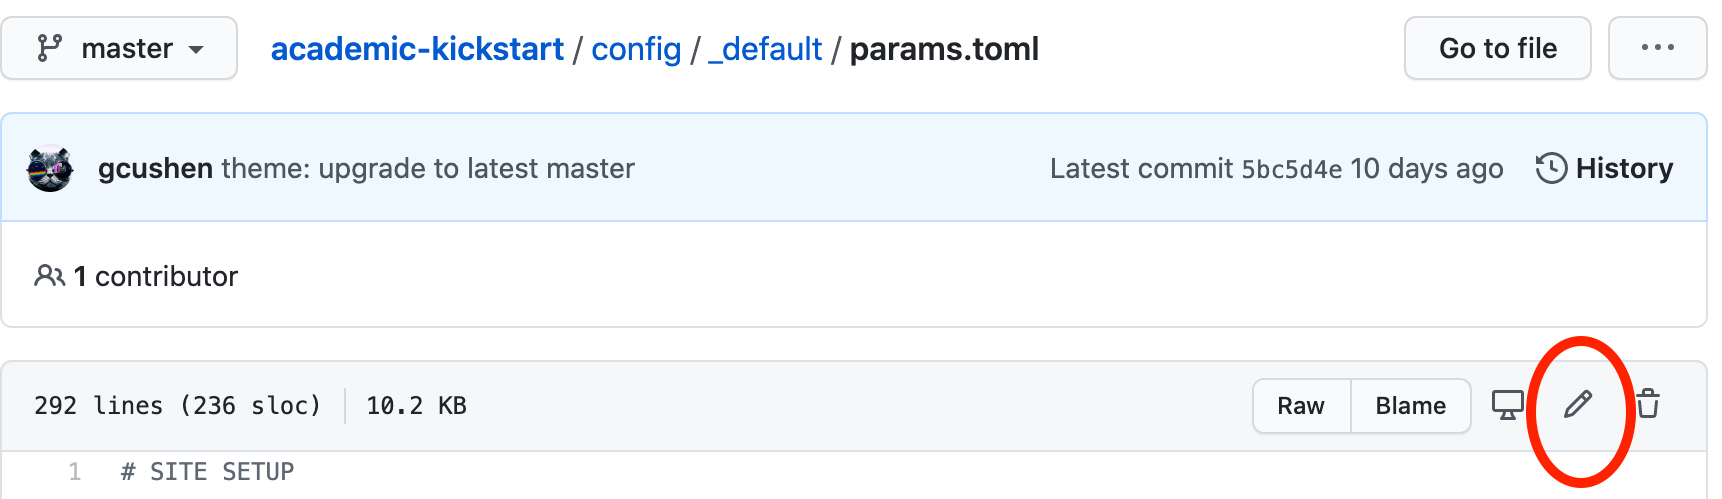 master academic-kickstart / config / _default / params.toml Go to file ...
gcushen theme: upgrade to latest master Latest commit 5bc5d4e 10 days ago History
1 contributor
292 lines (236 sloc) 10.2 KB Raw Blame
1 # SITE SETUP